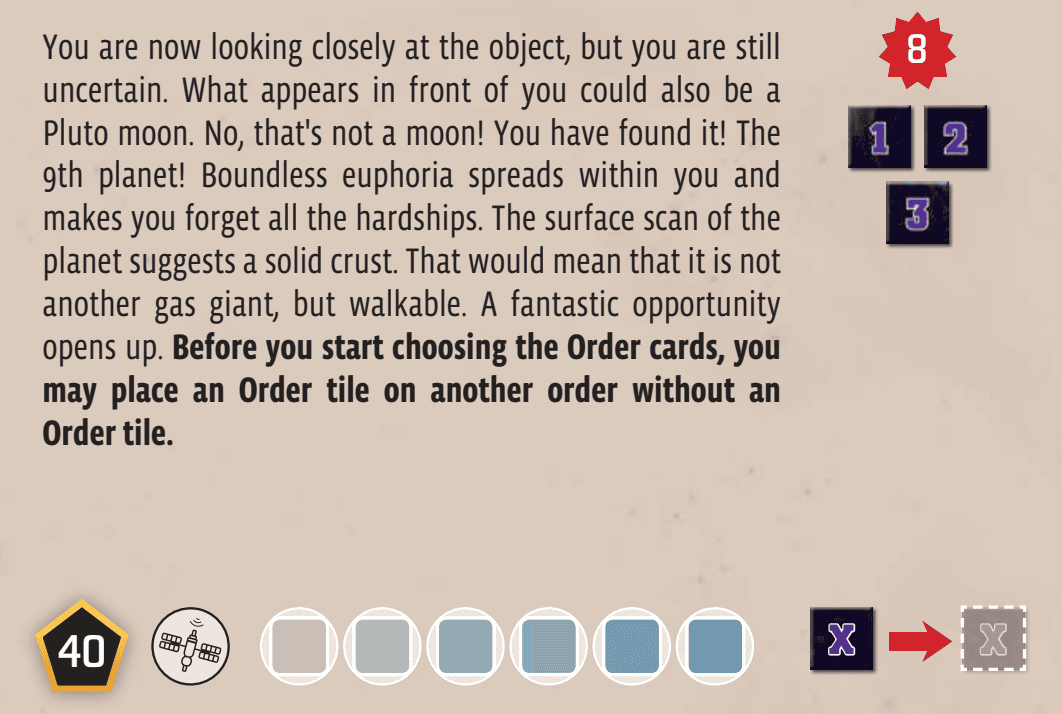 You are now looking closely at the object, but you are still
uncertain. What appears in front of you could also be a
Pluto moon. No, that's not a moon! You have found it! The
9th planet! Boundless euphoria spreads within you and
makes you forget all the hardships. The surface scan of the
planet suggests a solid crust. That would mean that it is not
another gas giant, but walkable. A fantastic opportunity
opens up. Before you start choosing the Order cards, you
may place an Order tile on another order without an
Order tile.
8
1 2
3
40
X X